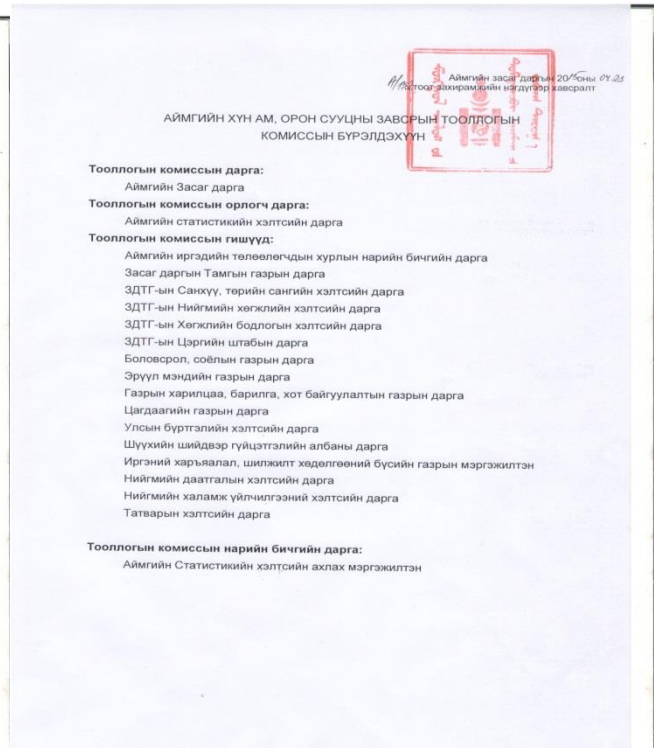 Аймгийн засаг даргын 2015оны 04.23
тоот захирамжийн нэгдүгээр хавсралт
АЙМГИЙН ХҮН АМ, ОРОН СУУЦНЫ ЗАВСРЫН ТООЛЛОГЫН
КОМИССЫН БҮРЭЛДЭХҮҮН
Тооллогын комиссын дарга:
Аймгийн Засаг дарга
Тооллогын комиссын орлогч дарга:
Аймгийн статистикийн хэлтсийн дарга
Тооллогын комиссын гишүүд:
Аймгийн иргэдийн төлөөлөгчдын хурлын нарийн бичгийн дарга
Засаг даргын Тамгын газрын дарга
ЗДТГ-ын Санхүү, төрийн сангийн хэлтсийн дарга
ЗДТГ-ын Нийгмийн хөгжлийн хэлтсийн дарга
ЗДТГ-ын Хөгжлийн бодлогын хэлтсийн дарга
ЗДТГ-ын Цэргийн штабын дарга
Боловсрол, соёлын газрын дарга
Эрүүл мэндийн газрын дарга
Газрын харилцаа, барилга, хот байгуулалтын газрын дарга
Цагдаагийн газрын дарга
Улсын бүртгэлийн хэлтсийн дарга
Шүүхийн шийдвэр гүйцэтгэлийн албаны дарга
Иргэний харъяалал, шилжилт хөдөлгөөний бүсийн газрын мэргэжилтэн
Нийгмийн даатгалын хэлтсийн дарга
Нийгмийн халамж үйлчилгээний хэлтсийн дарга
Татварын хэлтсийн дарга
Тооллогын комиссын нарийн бичгийн дарга:
Аймгийн Статистикийн хэлтсийн ахлах мэргэжилтэн